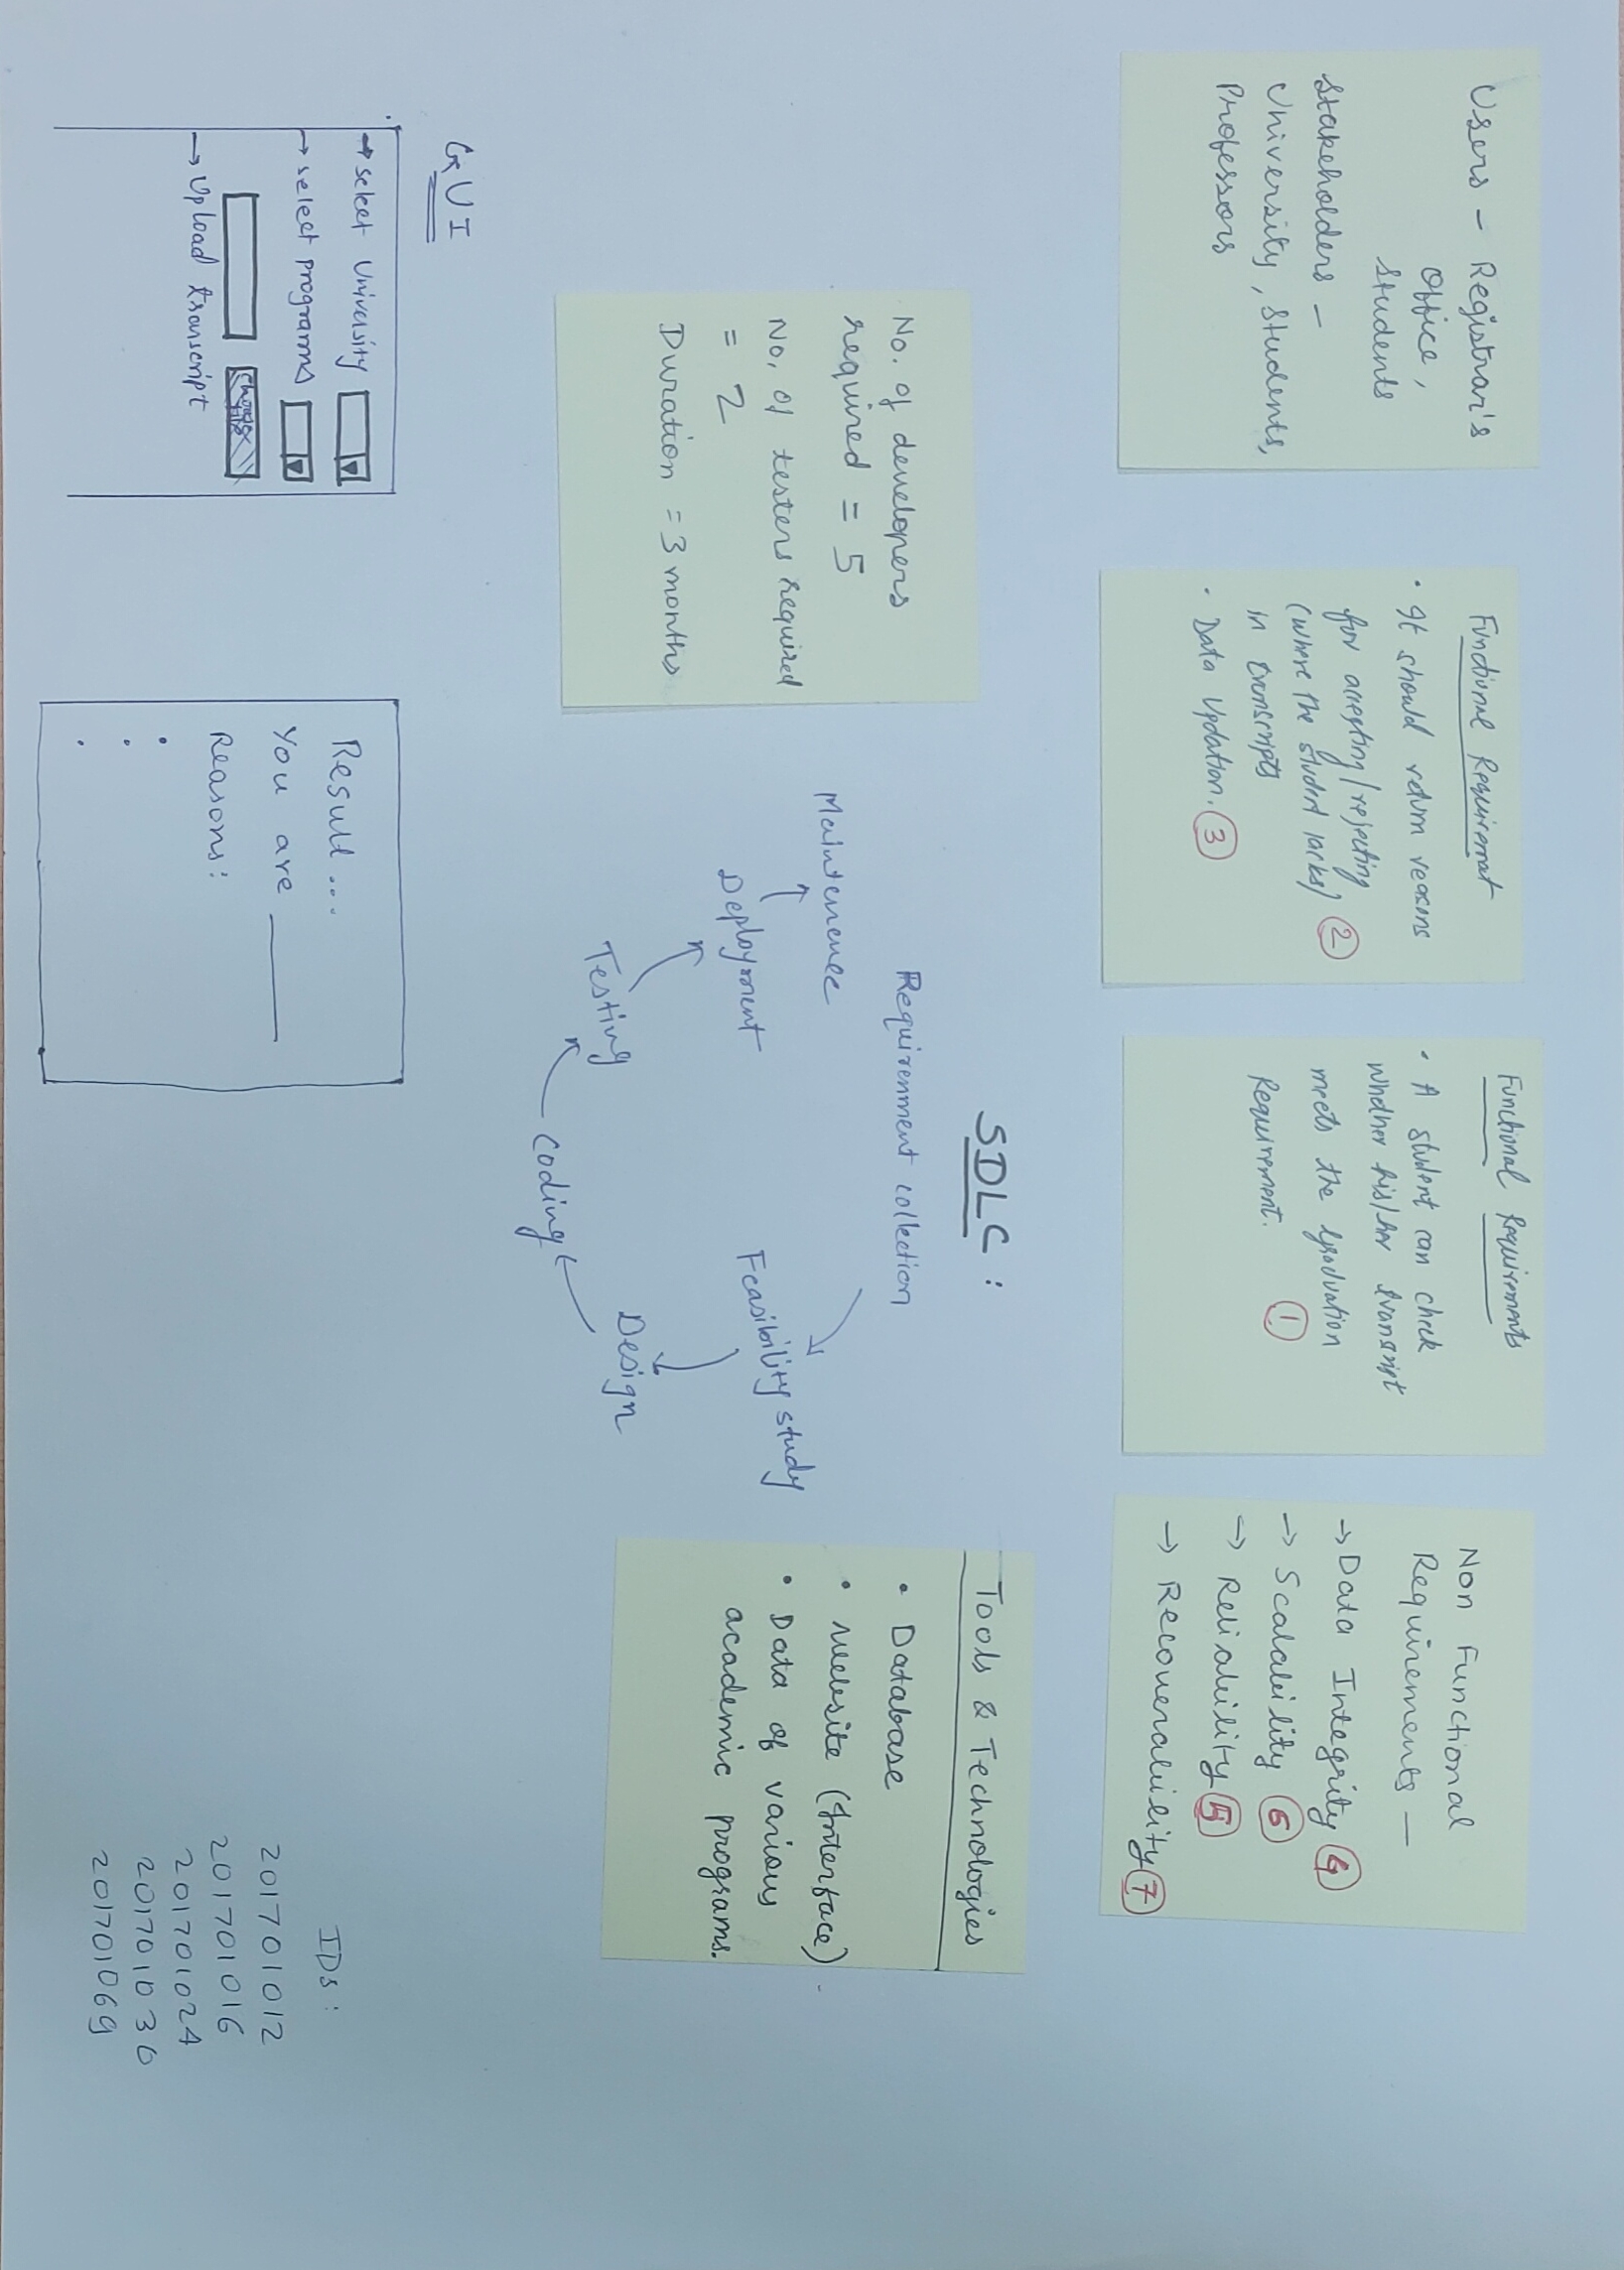 Users - Registrar's
Office,
Students
Stakeholders -
University, Students,
Professors
Functional Requirement
• It should return reasons
for accepting/rejecting
(where the student lacks) ②
in transcripts
• Data Updation. ③
Functional Requirements
• A student can check
whether his/her transcript
meets the graduation
Requirement. ①
Non Functional
Requirements —
→ Data Integrity ④
→ Scalability ⑥
→ Reliability ⑤
→ Recoverability ⑦
No. of developers
required = 5
No. of testers required
= 2
Duration = 3 months
SDLC :
Requirenment collection
Feasibility study
Design
Coding
Testing
Deployment
Maintenence
Tools & Technologies
• Database
• Website (Interface).
• Data of various
academic programs.
GUI
→ select University
→ select programs
Choose file
→ Upload transcript
Result ...
You are ______
Reasons:
•
•
•
IDs :
201701012
201701016
201701024
201701036
201701069